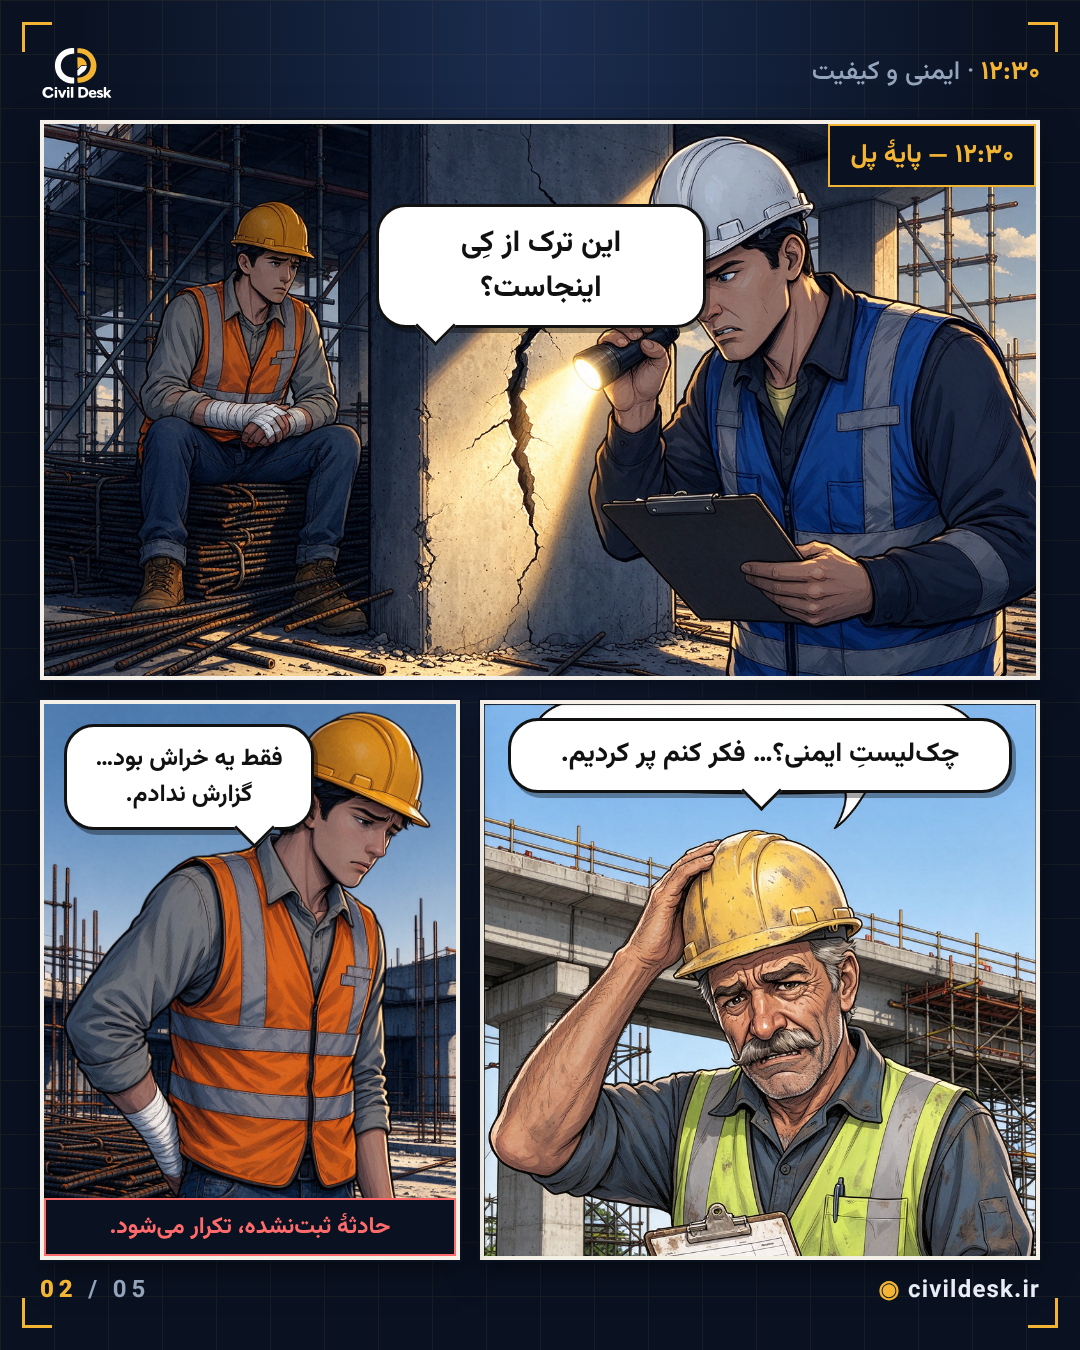 Civil Desk
۱۲:۳۰ · ایمنی و کیفیت
۱۲:۳۰ — پایهٔ پل
این ترک از کِی
اینجاست؟
چک‌لیستِ ایمنی؟... فکر کنم پر کردیم.
فقط یه خراش بود...
گزارش ندادم.
حادثهٔ ثبت‌نشده، تکرار می‌شود.
02 / 05
◉ civildesk.ir